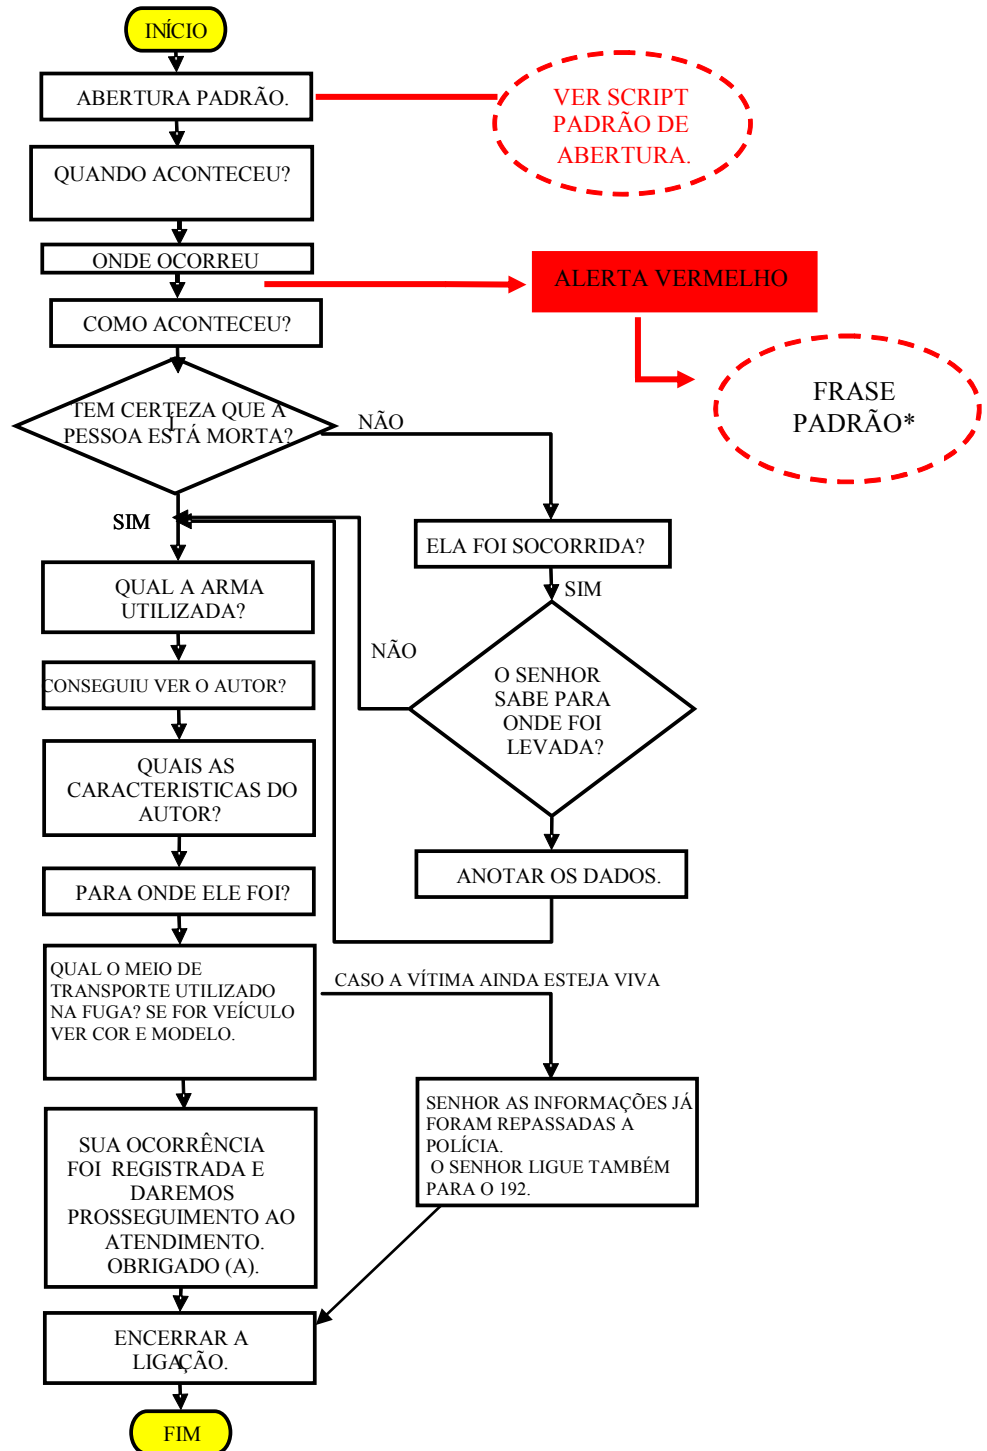 INÍCIO
ABERTURA PADRÃO.
VER SCRIPT
PADRÃO DE
ABERTURA.
QUANDO ACONTECEU?
ONDE OCORREU
ALERTA VERMELHO
COMO ACONTECEU?
FRASE
PADRÃO*
TEM CERTEZA QUE A
PESSOA ESTÁ MORTA?
NÃO
SIM
ELA FOI SOCORRIDA?
SIM
QUAL A ARMA
UTILIZADA?
NÃO
O SENHOR
SABE PARA
ONDE FOI
LEVADA?
CONSEGUIU VER O AUTOR?
QUAIS AS
CARACTERISTICAS DO
AUTOR?
ANOTAR OS DADOS.
PARA ONDE ELE FOI?
QUAL O MEIO DE
TRANSPORTE UTILIZADO
NA FUGA? SE FOR VEÍCULO
VER COR E MODELO.
CASO A VÍTIMA AINDA ESTEJA VIVA
SENHOR AS INFORMAÇÕES JÁ
FORAM REPASSADAS A
POLÍCIA.
O SENHOR LIGUE TAMBÉM
PARA O 192.
SUA OCORRÊNCIA
FOI REGISTRADA E
DAREMOS
PROSSEGUIMENTO AO
ATENDIMENTO.
OBRIGADO (A).
ENCERRAR A
LIGAÇÃO.
FIM